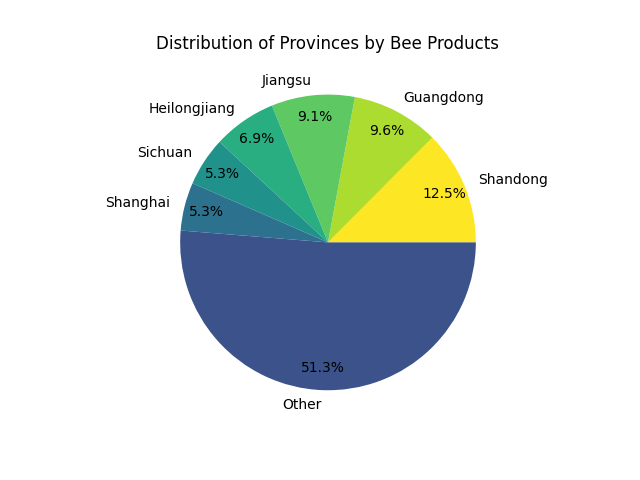 Distribution of Provinces by Bee Products
Jiangsu
Guangdong
Heilongjiang
Sichuan
Shanghai
Shandong
Other
9.1%
9.6%
6.9%
5.3%
5.3%
12.5%
51.3%